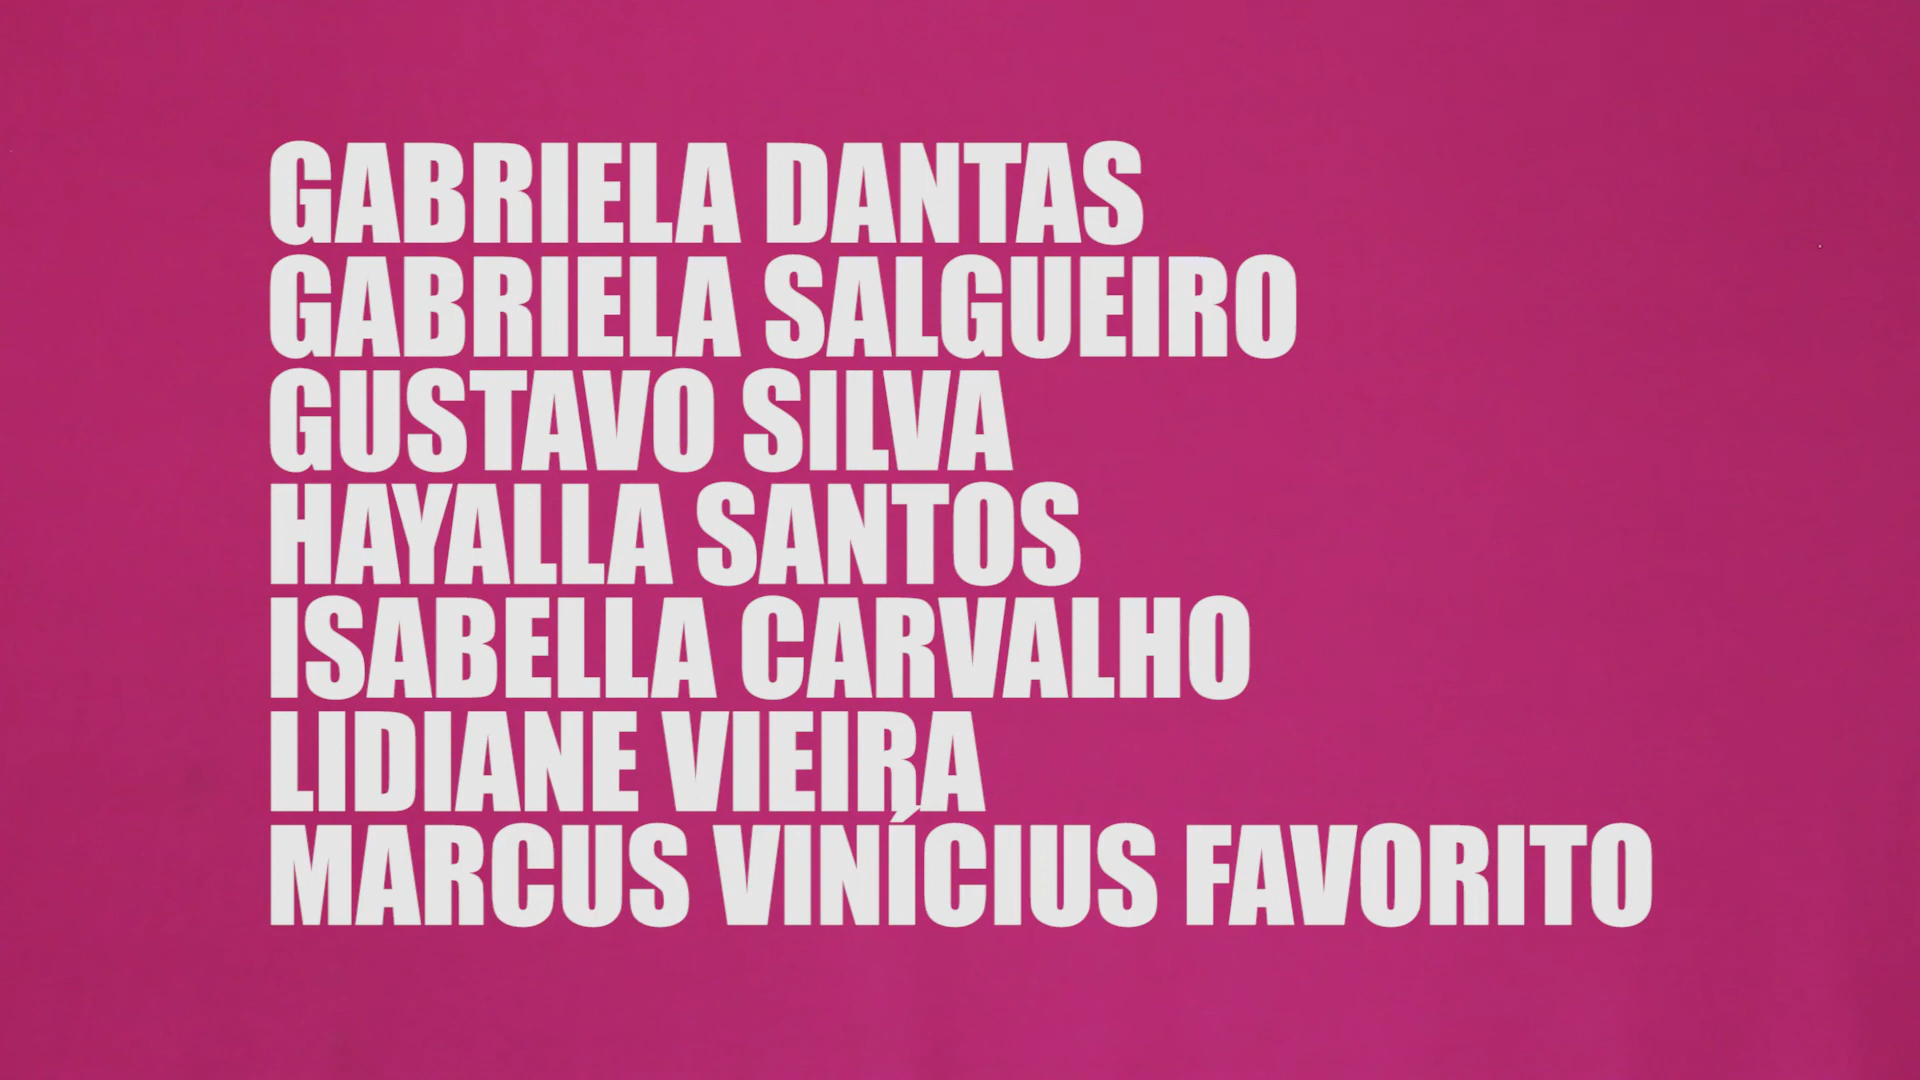 GABRIELA DANTAS
GABRIELA SALGUEIRO
GUSTAVO SILVA
HAYALLA SANTOS
ISABELLA CARVALHO
LIDIANE VIEIRA
MARCUS VINÍCIUS FAVORITO